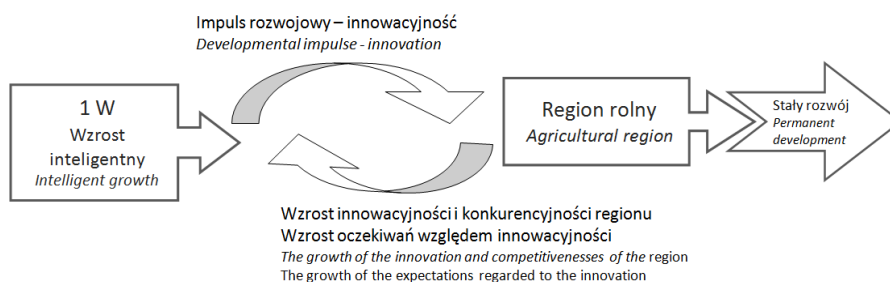 Impuls rozwojowy – innowacyjność
Developmental impulse - innovation
1 W
Wzrost
inteligentny
Intelligent growth
Region rolny
Agricultural region
Stały rozwój
Permanent
development
Wzrost innowacyjności i konkurencyjności regionu
Wzrost oczekiwań względem innowacyjności
The growth of the innovation and competitivenesses of the region
The growth of the expectations regarded to the innovation